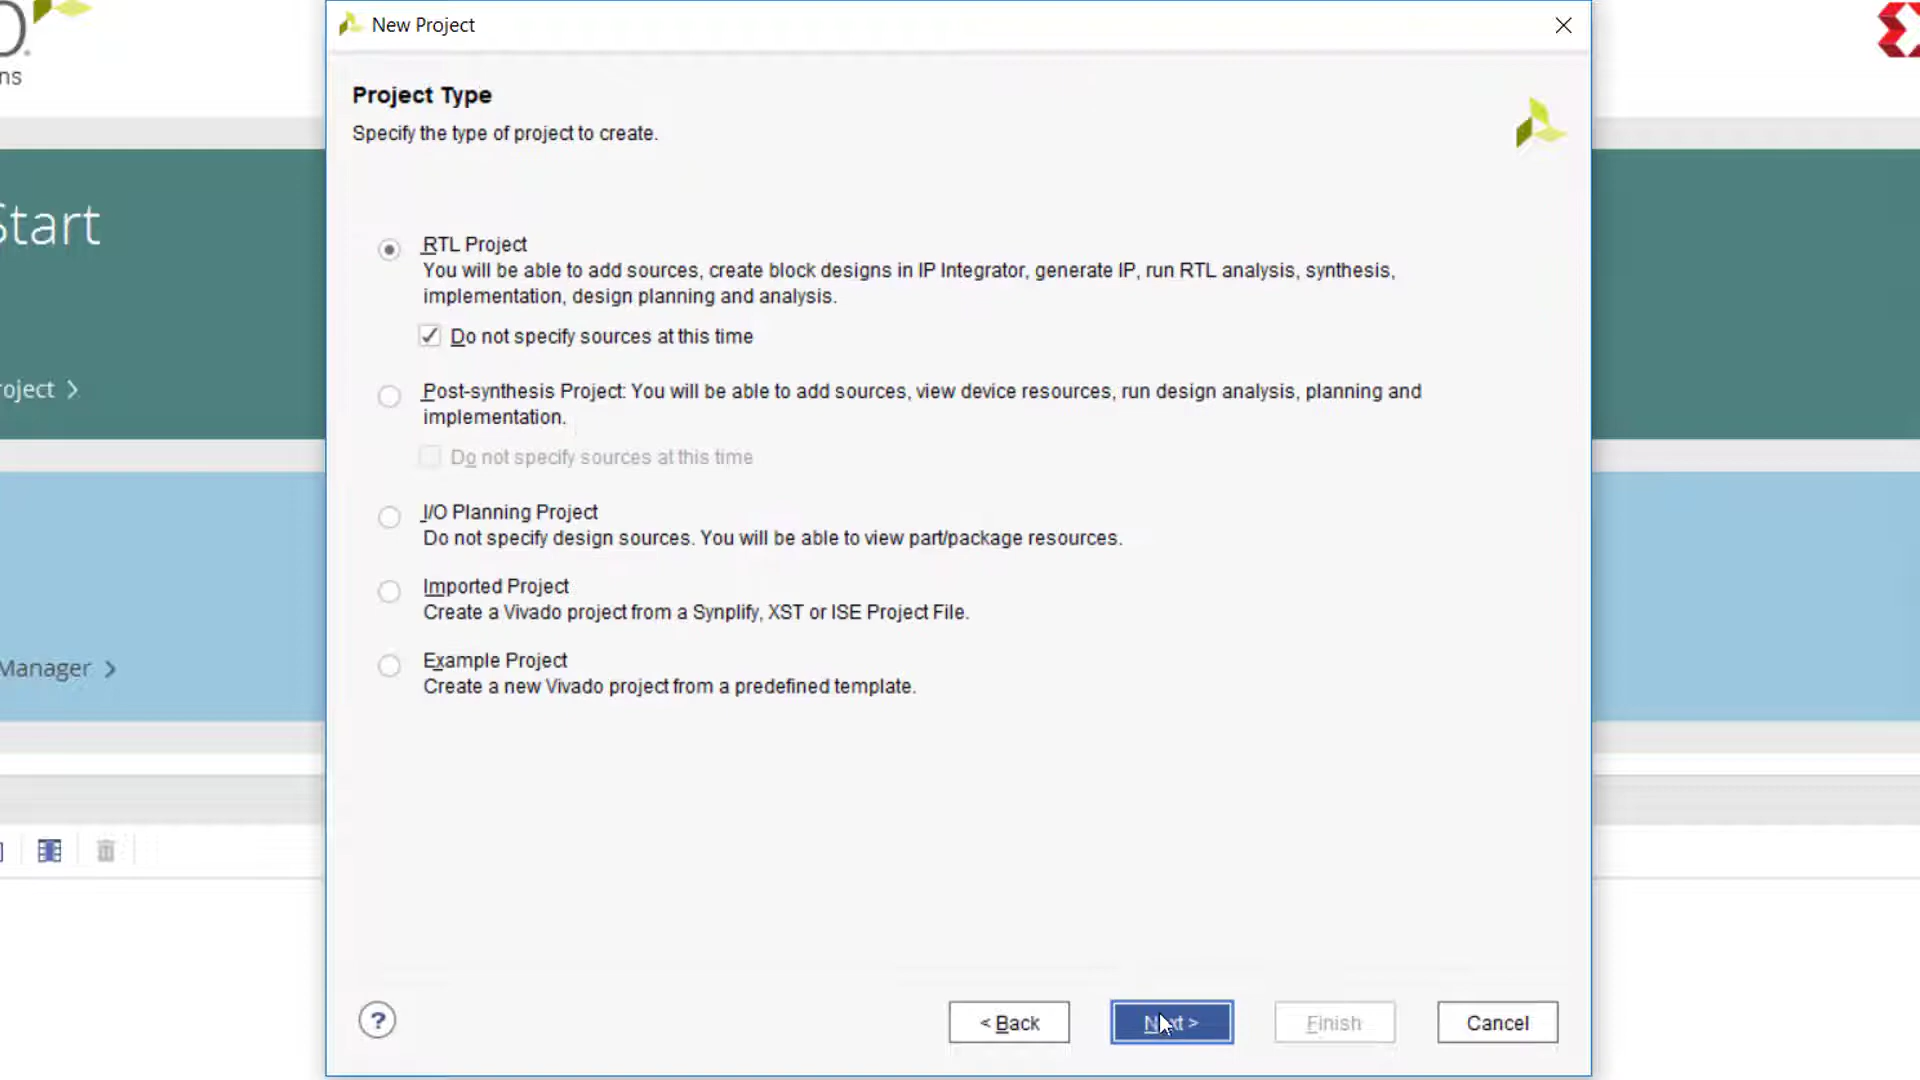 New Project
ns
Project Type
Specify the type of project to create.
Start
RTL Project
You will be able to add sources, create block designs in IP Integrator, generate IP, run RTL analysis, synthesis,
implementation, design planning and analysis.
Do not specify sources at this time
roject >
Post-synthesis Project: You will be able to add sources, view device resources, run design analysis, planning and
implementation.
Do not specify sources at this time
I/O Planning Project
Do not specify design sources. You will be able to view part/package resources.
Imported Project
Create a Vivado project from a Synplify, XST or ISE Project File.
Manager >
Example Project
Create a new Vivado project from a predefined template.
?
< Back
Next >
Finish
Cancel